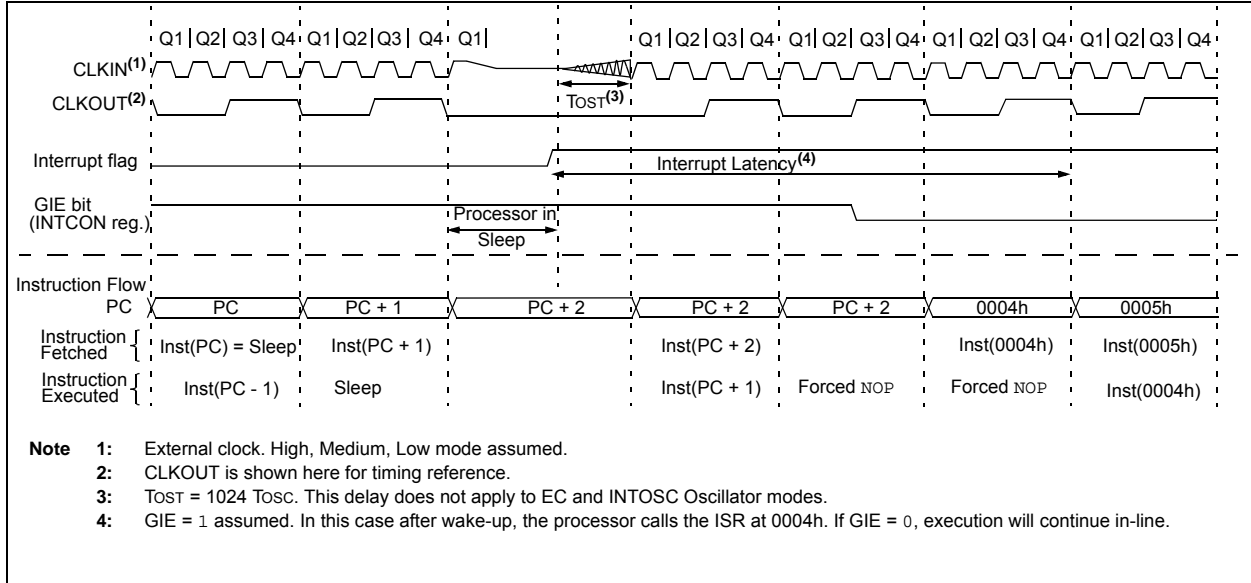 Q1 Q2 Q3 Q4 Q1 Q2 Q3 Q4 Q1 Q1 Q2 Q3 Q4 Q1 Q2 Q3 Q4 Q1 Q2 Q3 Q4 Q1 Q2 Q3 Q4
CLKIN(1)
CLKOUT(2) TOST(3)
Interrupt flag Interrupt Latency(4)
GIE bit
(INTCON reg.)
Processor in
Sleep
Instruction Flow
PC PC PC + 1 PC + 2 PC + 2 PC + 2 0004h 0005h
Instruction
Fetched
Inst(PC) = Sleep Inst(PC + 1) Inst(PC + 2) Inst(0004h) Inst(0005h)
Instruction
Executed
Inst(PC - 1) Sleep Inst(PC + 1) Forced NOP Forced NOP Inst(0004h)
Note 1: External clock. High, Medium, Low mode assumed.
2: CLKOUT is shown here for timing reference.
3: TOST = 1024 TOSC. This delay does not apply to EC and INTOSC Oscillator modes.
4: GIE = 1 assumed. In this case after wake-up, the processor calls the ISR at 0004h. If GIE = 0, execution will continue in-line.